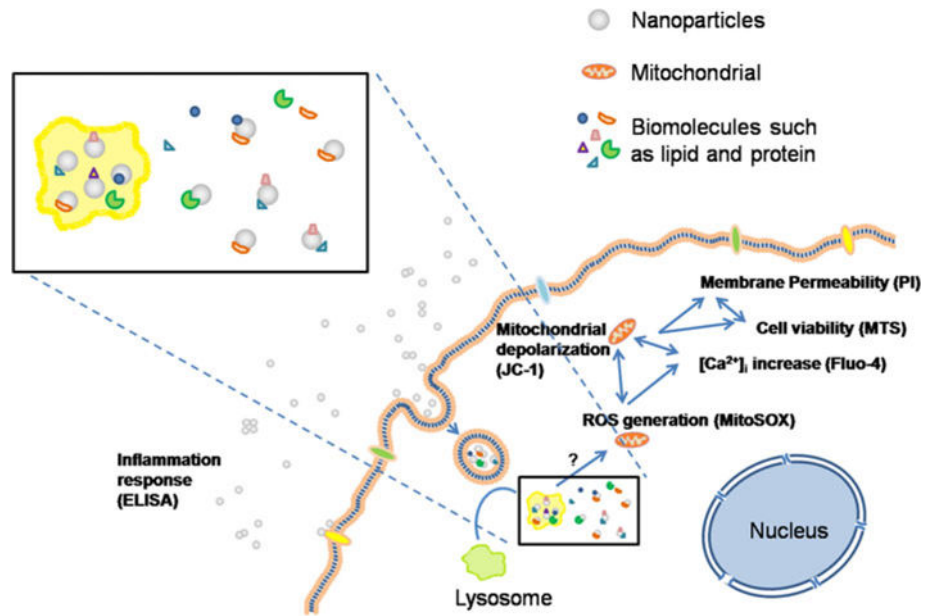 Nanoparticles
Mitochondrial
Biomolecules such
as lipid and protein
Membrane Permeability (PI)
Mitochondrial
depolarization
(JC-1)
Cell viability (MTS)
[Ca²⁺]ᵢ increase (Fluo-4)
ROS generation (MitoSOX)
?
Inflammation
response
(ELISA)
Nucleus
Lysosome